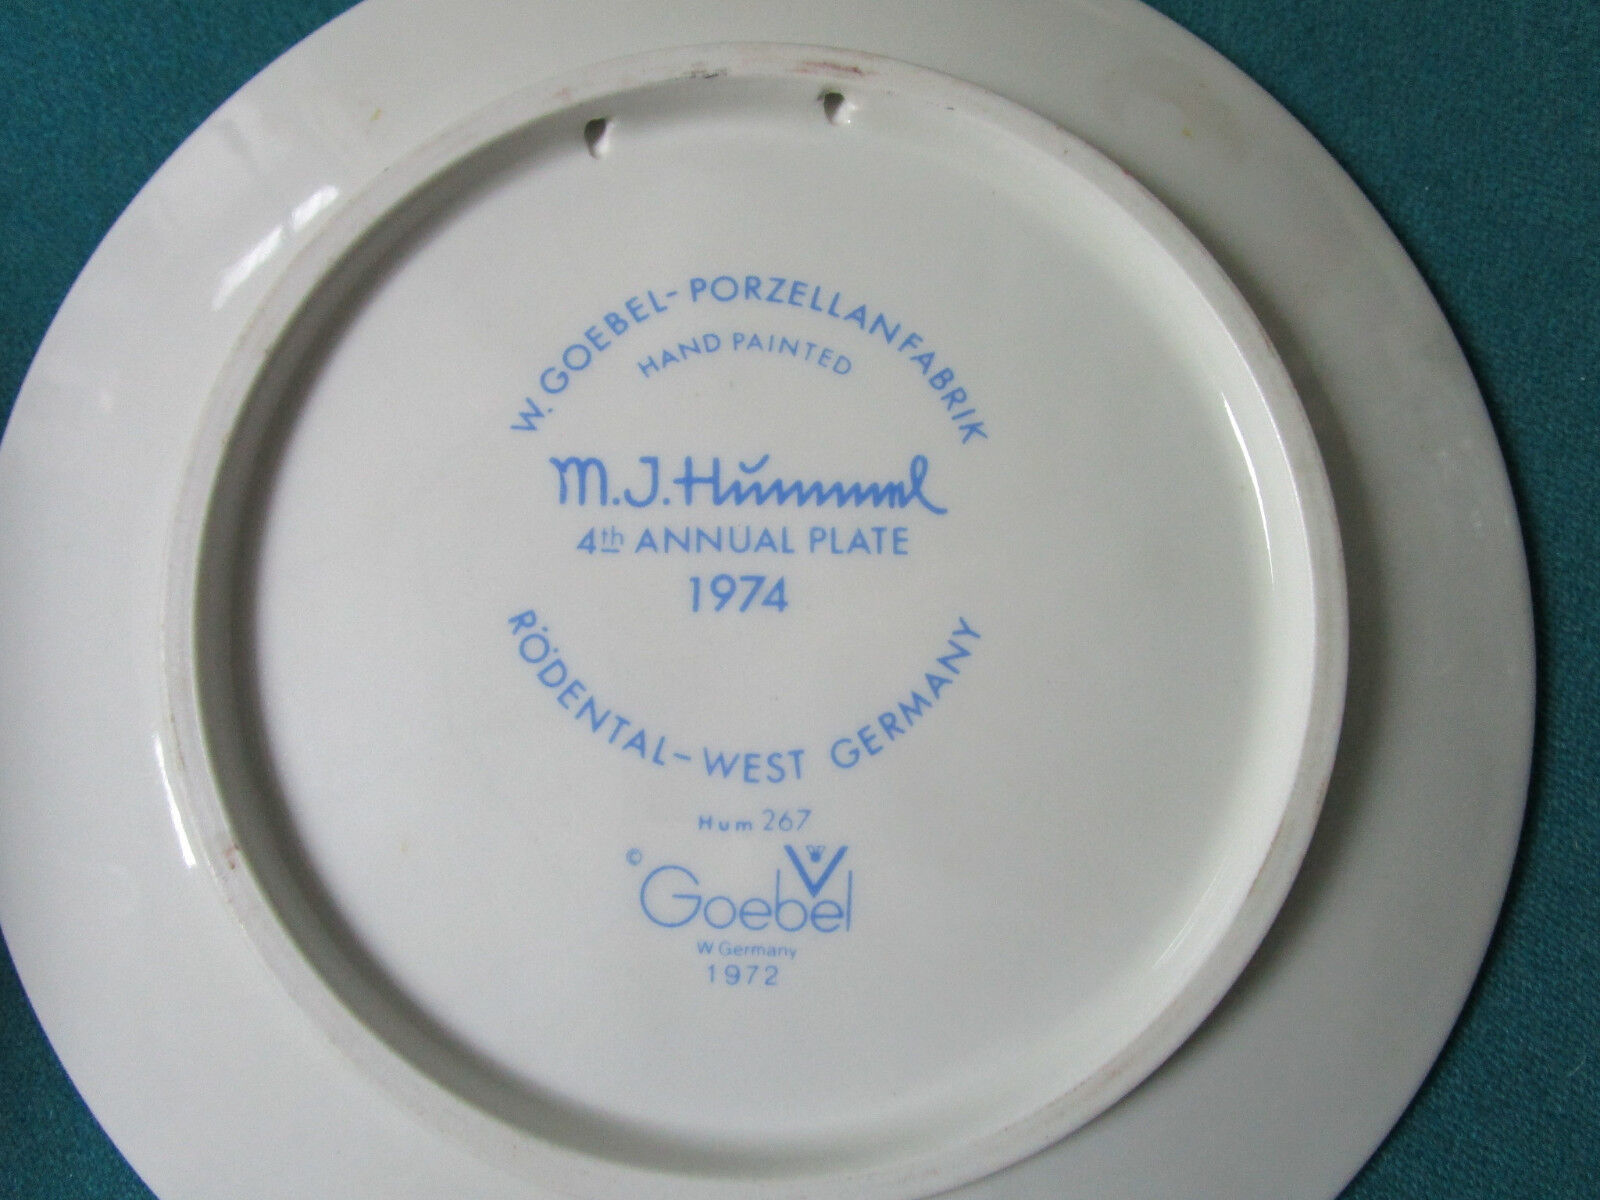 W. GOEBEL-PORZELLANFABRIK
HAND PAINTED
M.J.Hummel
4th ANNUAL PLATE
1974
RÖDENTAL-WEST GERMANY
Hum 267
© Goebel
W Germany
1972